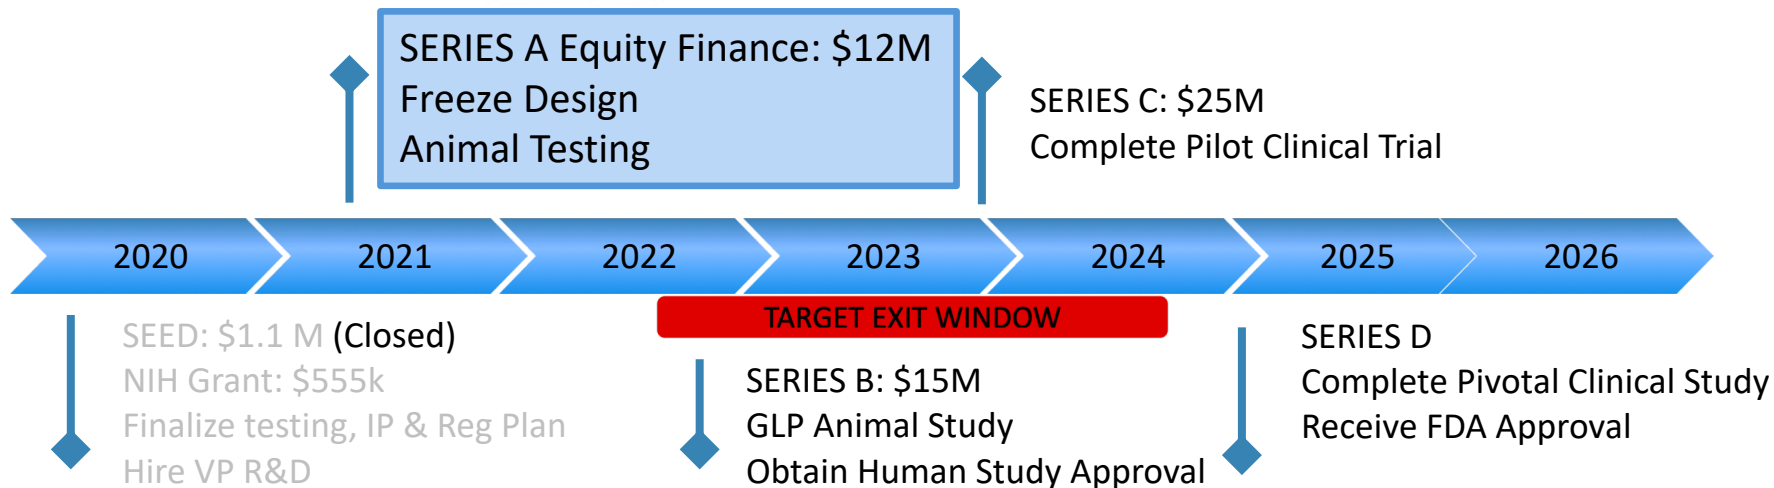 SERIES A Equity Finance: $12M
Freeze Design
Animal Testing
SERIES C: $25M
Complete Pilot Clinical Trial
2020
2021
2022
2023
2024
2025
2026
TARGET EXIT WINDOW
SEED: $1.1 M (Closed)
NIH Grant: $555k
Finalize testing, IP & Reg Plan
Hire VP R&D
SERIES B: $15M
GLP Animal Study
Obtain Human Study Approval
SERIES D
Complete Pivotal Clinical Study
Receive FDA Approval